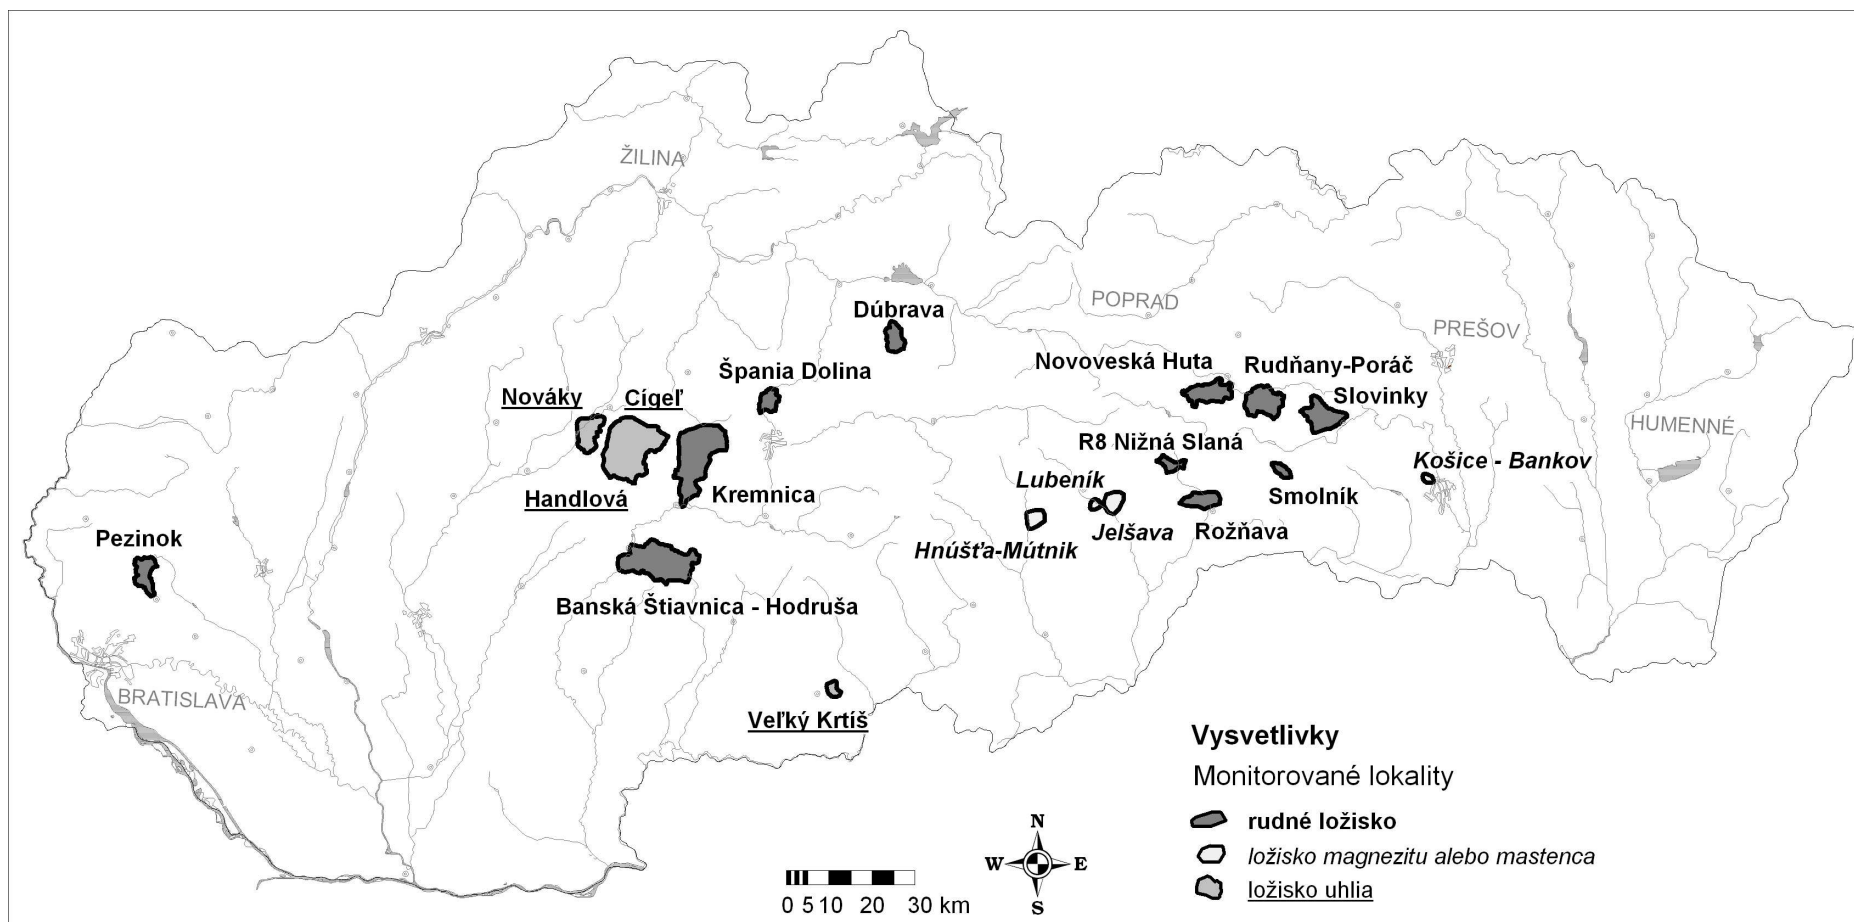 ŽILINA
POPRAD
Dúbrava
PREŠOV
Novoveská Huta
Rudňany-Poráč
Špania Dolina
Slovinky
Nováky
Cígeľ
HUMENNÉ
R8 Nižná Slaná
Košice - Bankov
Lubeník
Handlová
Kremnica
Smolník
Jelšava
Rožňava
Pezinok
Hnúšťa-Mútnik
Banská Štiavnica - Hodruša
BRATISLAVA
Veľký Krtíš
Vysvetlivky
Monitorované lokality
rudné ložisko
ložisko magnezitu alebo mastenca
ložisko uhlia
N
W E
S
0 5 10 20 30 km